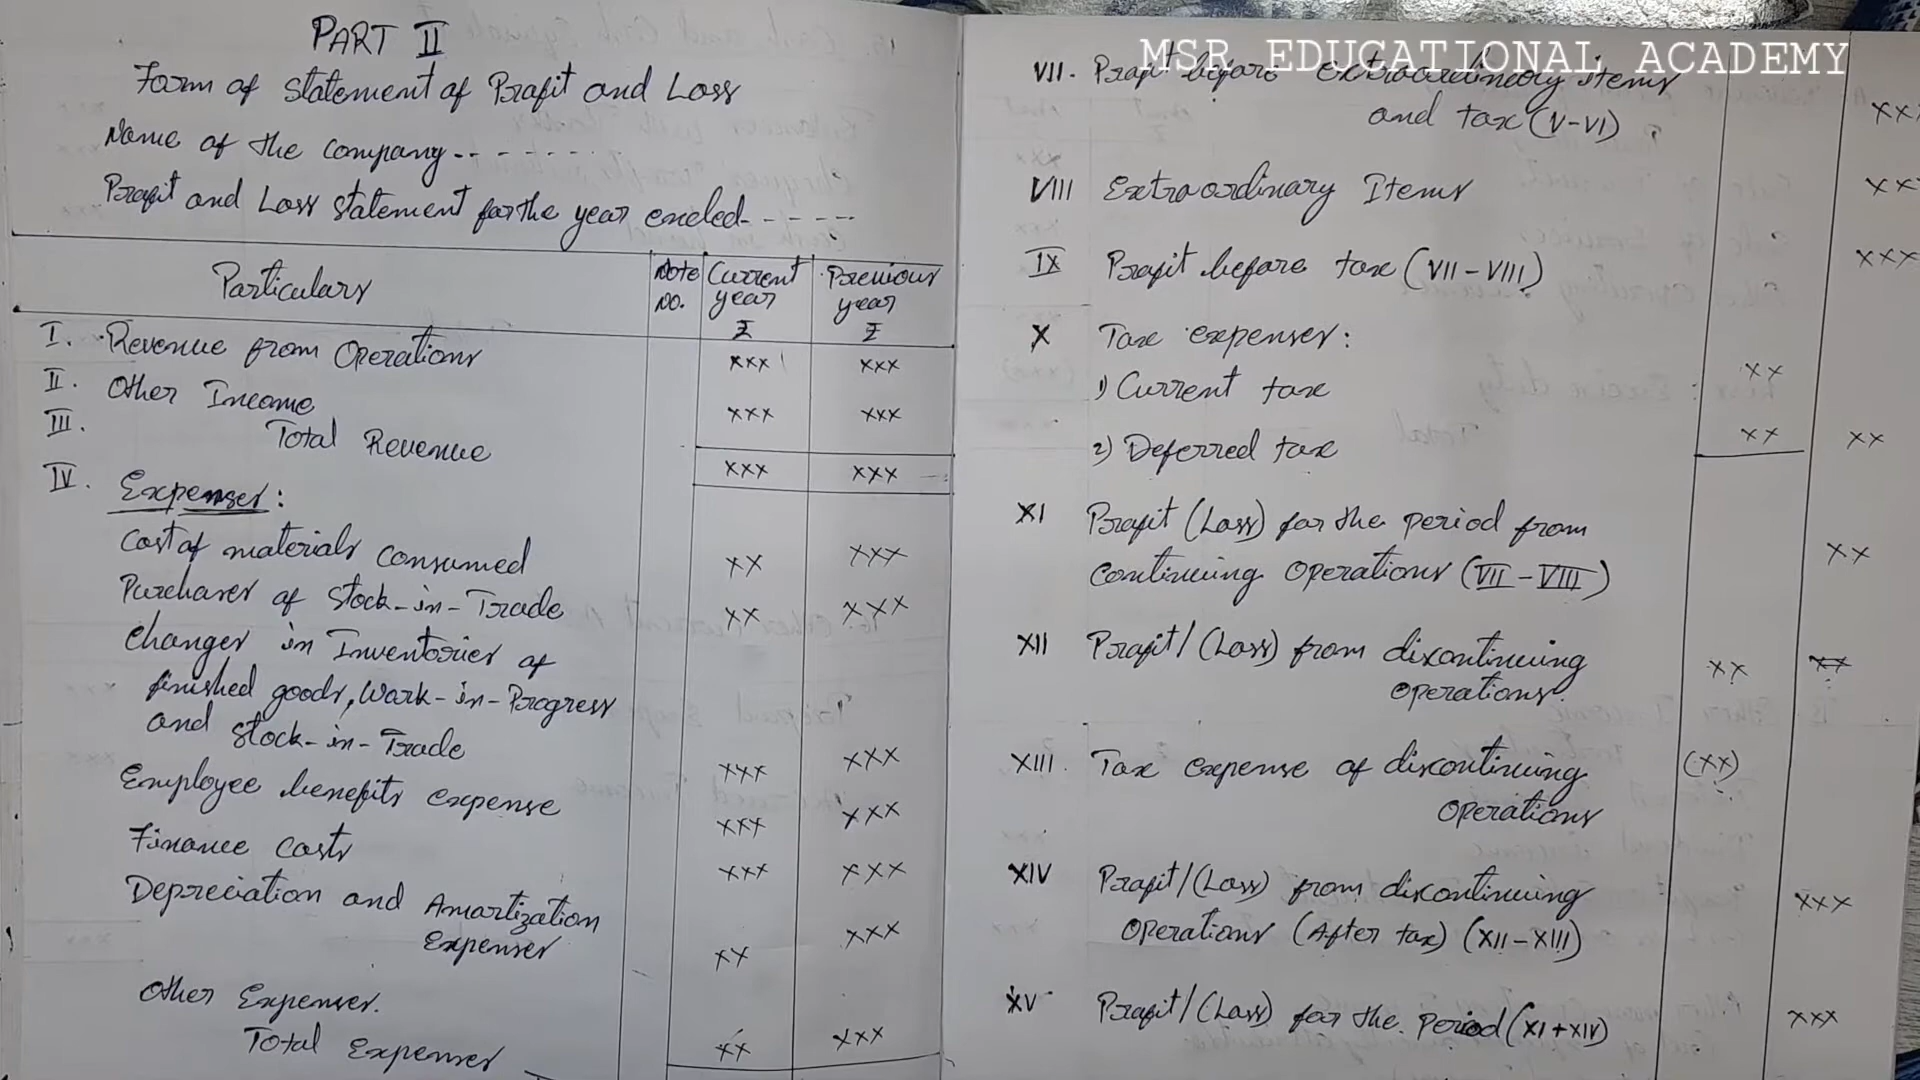 MSR EDUCATIONAL ACADEMY
PART II
Form of Statement of Profit and Loss
Name of the company - - - - - - - -
Profit and Loss statement for the year ended - - - - -
Particulars Note No. Current year ₹ Previous year ₹
I. Revenue from Operations xxx xxx
II. Other Income xxx xxx
III. Total Revenue xxx xxx
IV. Expenses:
Cost of materials consumed xx xxx
Purchases of Stock-in-Trade xx xxx
Changes in Inventories of
finished goods, Work-in-Progress
and Stock-in-Trade xxx xxx
Employee benefits expense xxx xxx
Finance Costs xxx xxx
Depreciation and Amortization
Expenses xx xxx
Other Expenses.
Total Expenses xx xxx
VII. Profit before extraordinary items
and tax (V-VI) xxx
VIII Extraordinary Items xx
IX Profit before tax (VII-VIII) xxx
X Tax expenses:
1) Current tax xx
2) Deferred tax xx xx
XI Profit (Loss) for the period from
continuing operations (VII-VIII) xx
XII Profit/(Loss) from discontinuing
operations xx xx
XIII. Tax expense of discontinuing
operations (xx)
XIV Profit/(Loss) from discontinuing
operations (After tax) (XII-XIII) xxx
XV Profit/(Loss) for the Period (XI+XIV) xxx